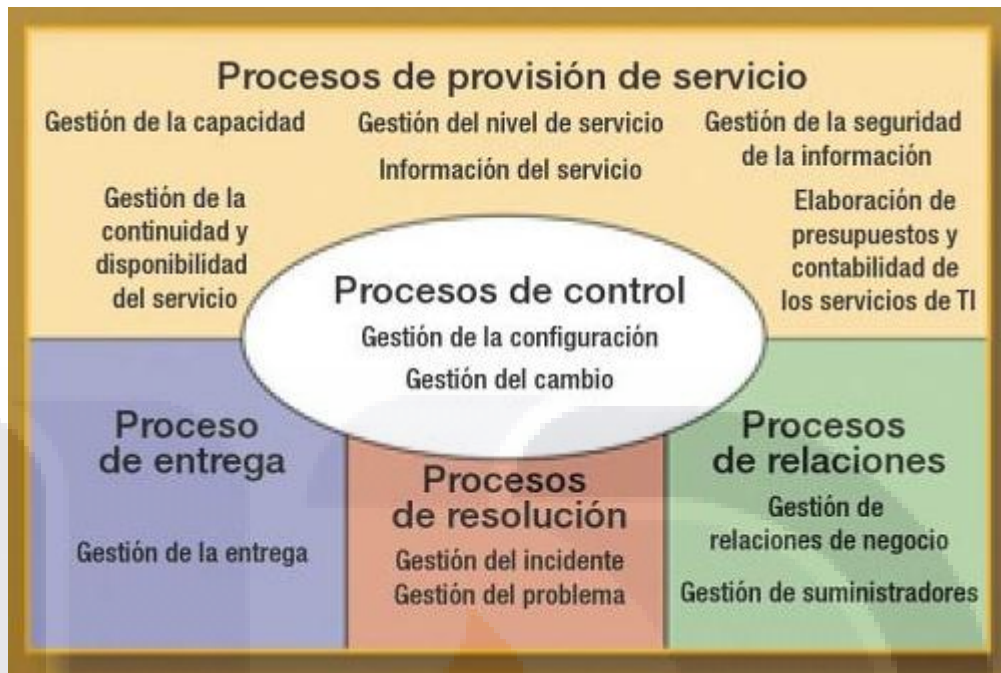 Procesos de provisión de servicio
Gestión de la capacidad
Gestión del nivel de servicio
Gestión de la seguridad
de la información
Información del servicio
Gestión de la
continuidad y
disponibilidad
del servicio
Elaboración de
presupuestos y
contabilidad de
los servicios de TI
Procesos de control
Gestión de la configuración
Gestión del cambio
Proceso
de entrega
Gestión de la entrega
Procesos
de resolución
Gestión del incidente
Gestión del problema
Procesos
de relaciones
Gestión de
relaciones de negocio
Gestión de suministradores